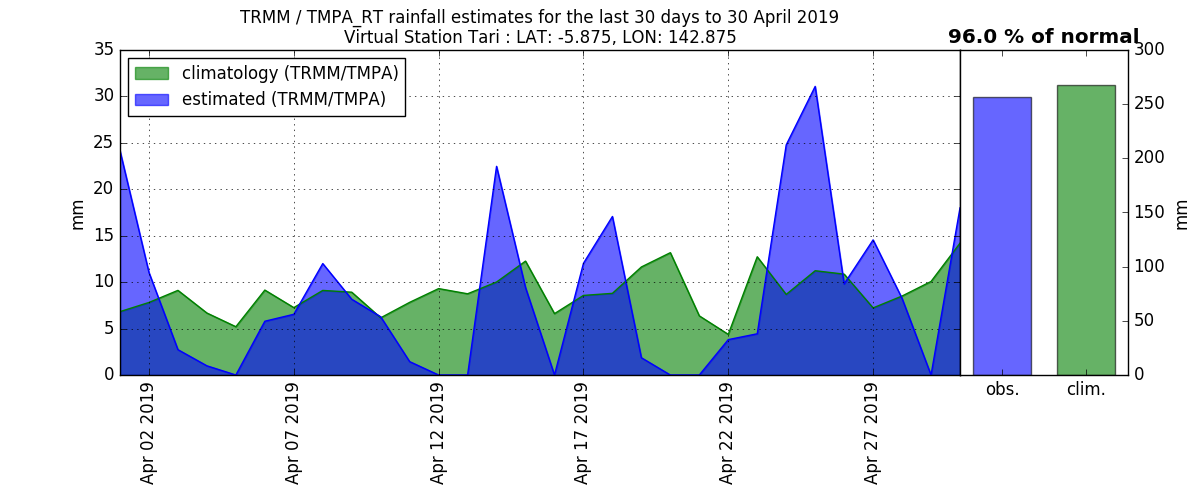 TRMM / TMPA_RT rainfall estimates for the last 30 days to 30 April 2019
Virtual Station Tari : LAT: -5.875, LON: 142.875
96.0 % of normal
climatology (TRMM/TMPA)
estimated (TRMM/TMPA)
35
30
25
20
15
10
5
0
mm
Apr 02 2019
Apr 07 2019
Apr 12 2019
Apr 17 2019
Apr 22 2019
Apr 27 2019
obs.
clim.
300
250
200
150
100
50
0
mm